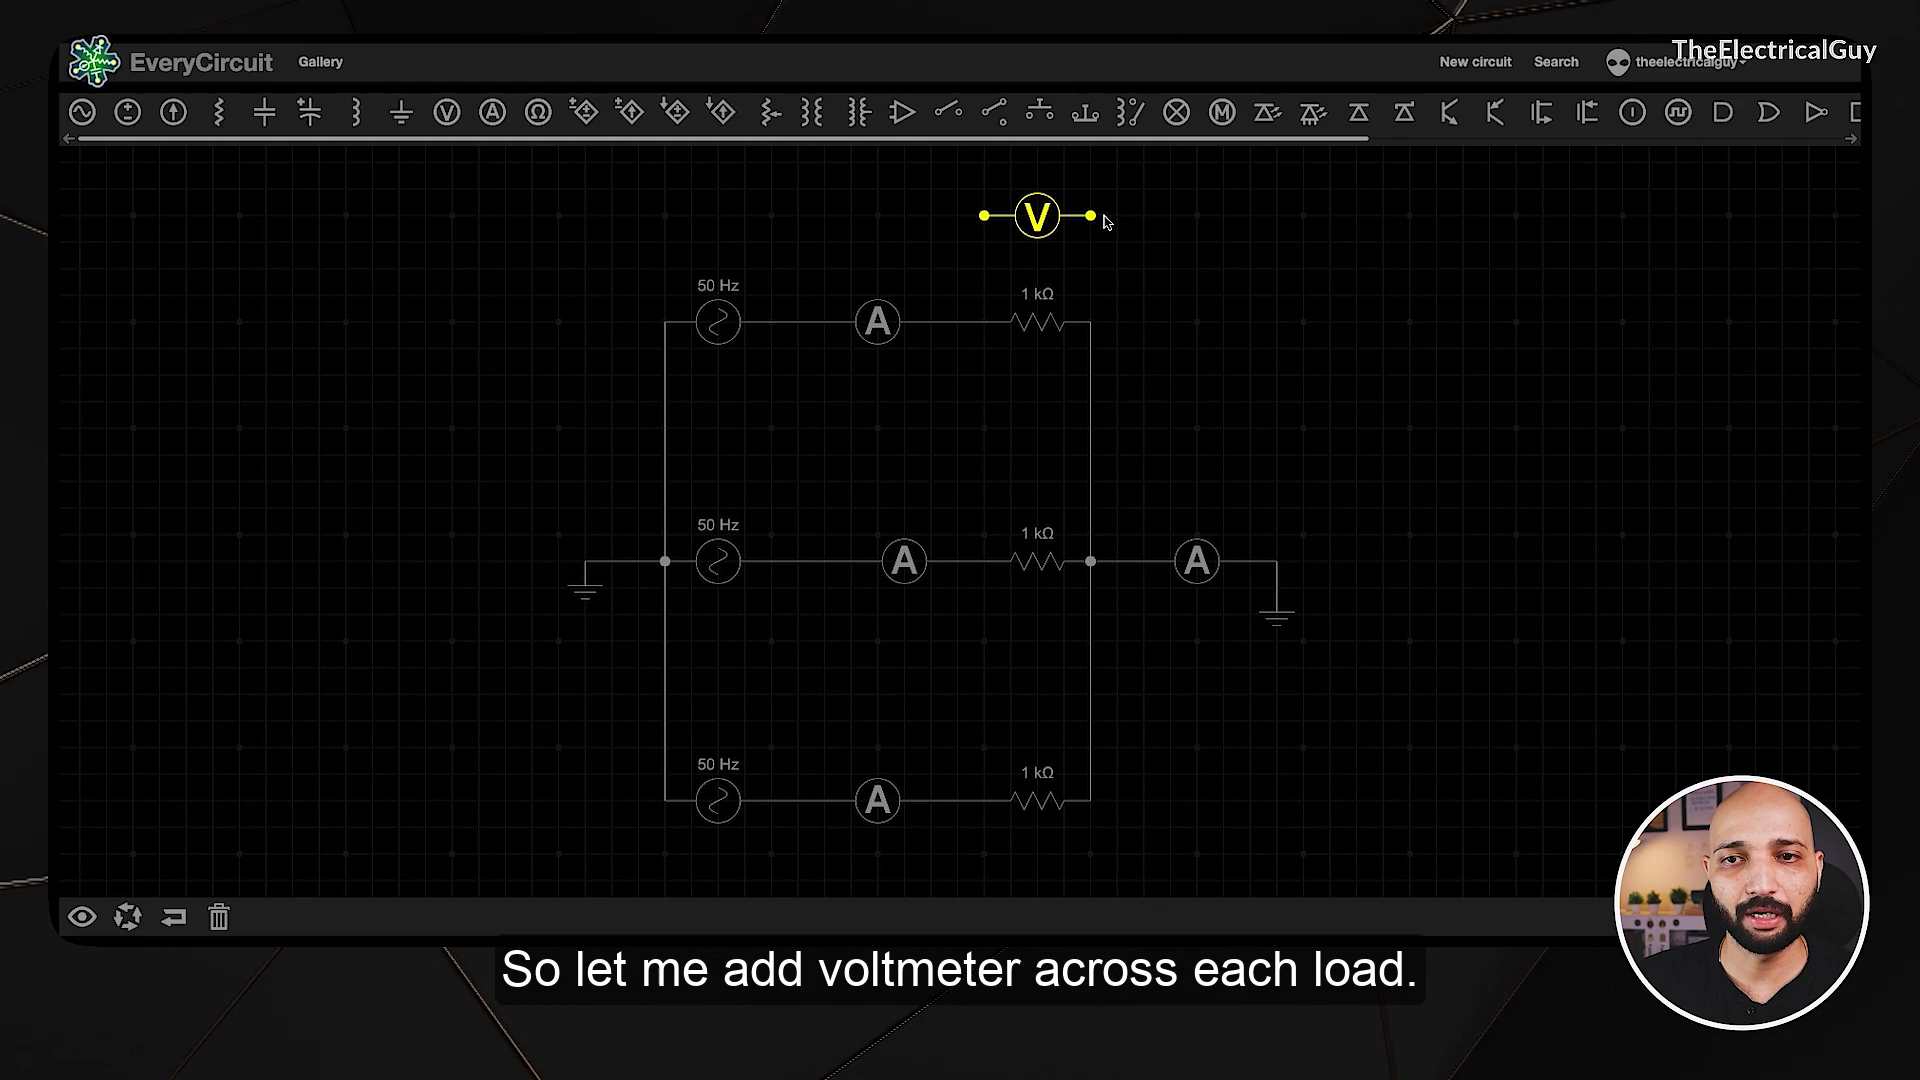 TheElectricalGuy
EveryCircuit
Gallery
New circuit
Search
theelectricalguy
V
50 Hz
A
1 kΩ
50 Hz
A
1 kΩ
A
50 Hz
A
1 kΩ
So let me add voltmeter across each load.